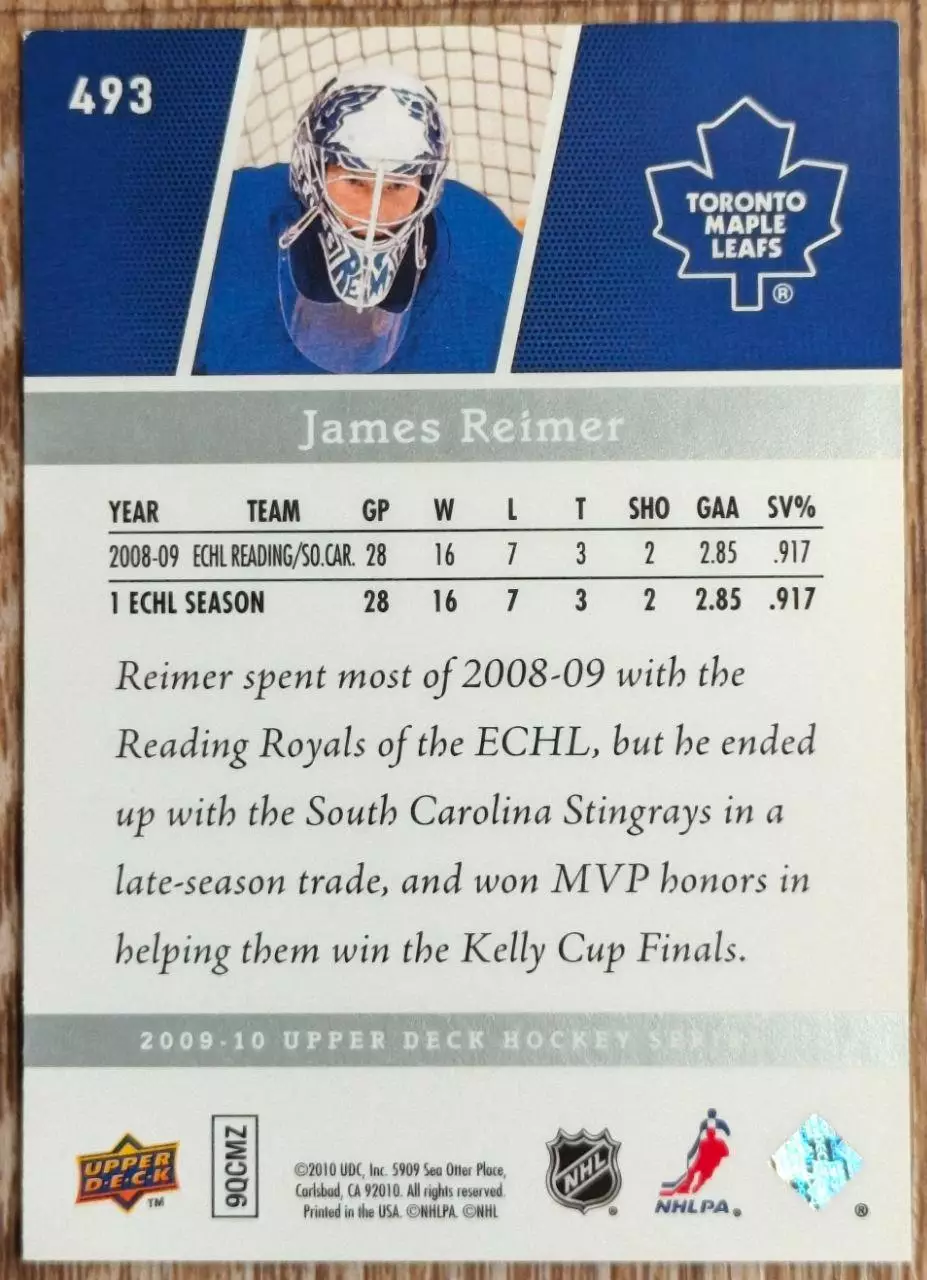 493
TORONTO
MAPLE
LEAFS
®
REIM
James Reimer
YEAR TEAM GP W L T SHO GAA SV%
2008-09 ECHL READING/SO.CAR. 28 16 7 3 2 2.85 .917
1 ECHL SEASON 28 16 7 3 2 2.85 .917
Reimer spent most of 2008-09 with the
Reading Royals of the ECHL, but he ended
up with the South Carolina Stingrays in a
late-season trade, and won MVP honors in
helping them win the Kelly Cup Finals.
2009-10 UPPER DECK HOCKEY
UPPER
D·E·C·K
™
9QCMZ
©2010 UDC, Inc. 5909 Sea Otter Place,
Carlsbad, CA 92010. All rights reserved.
Printed in the USA. ©NHLPA. ©NHL
NHL
®
NHLPA®
®